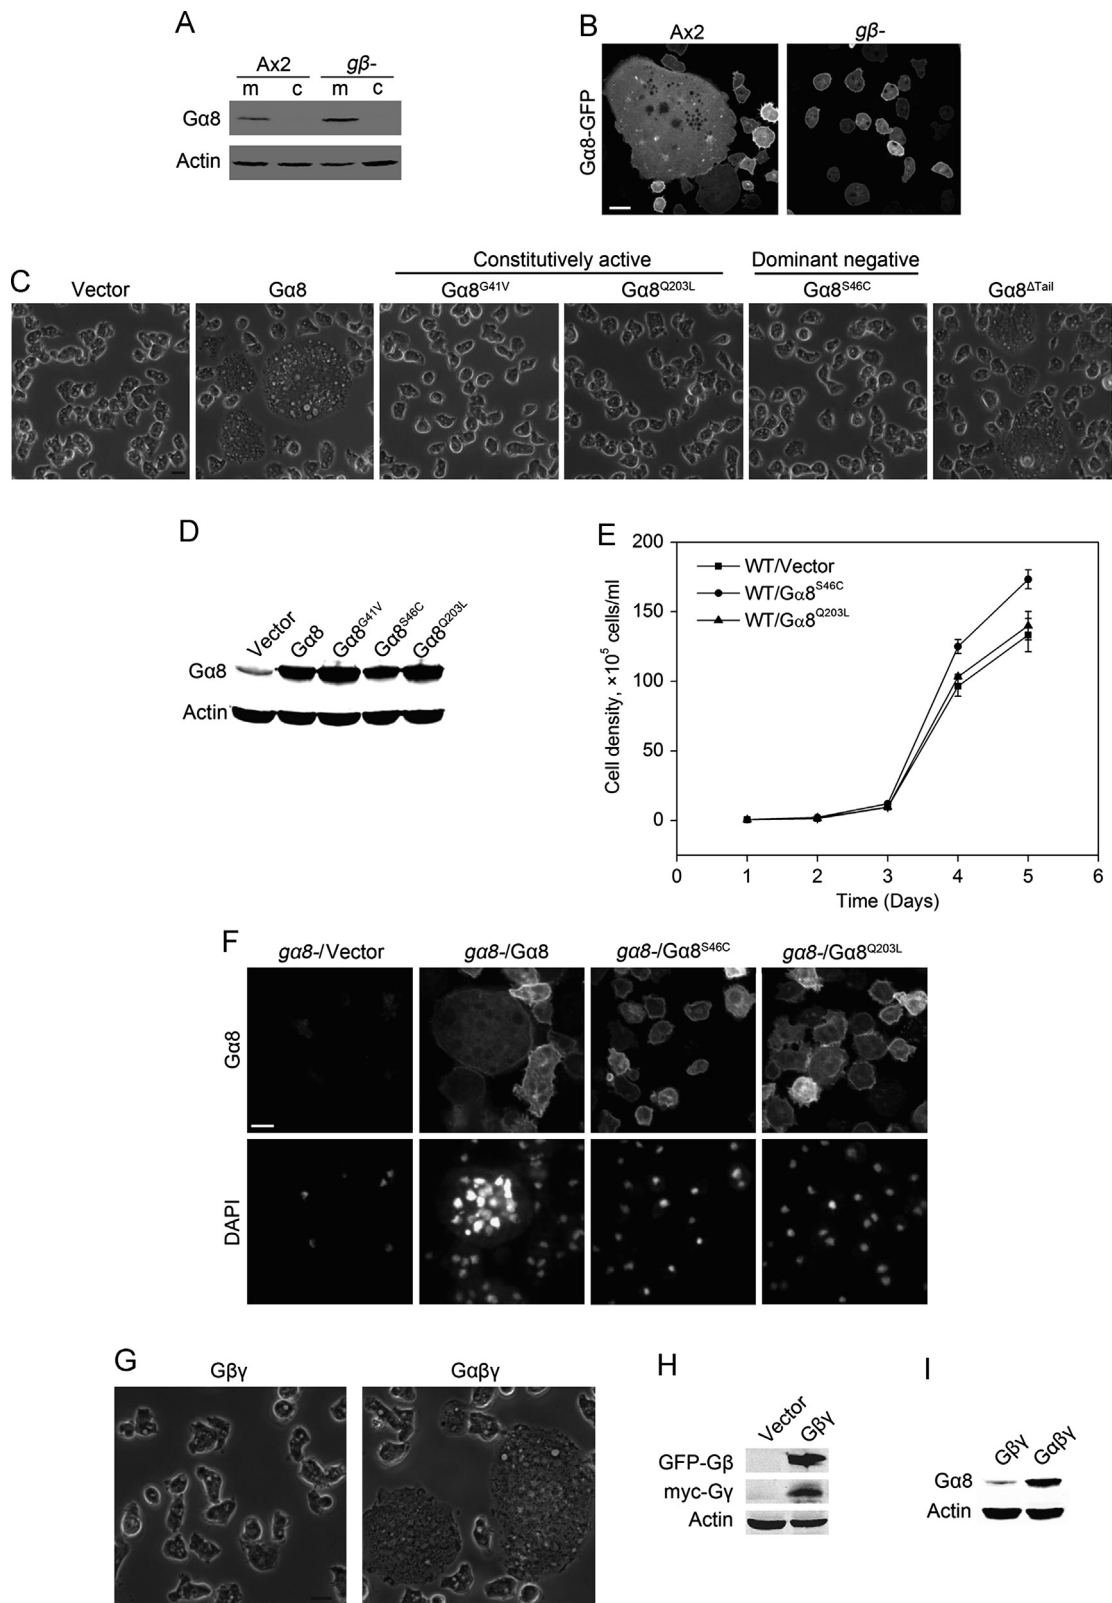 A
Ax2 gβ-
m c m c
Gα8
Actin
B
Ax2 gβ-
Gα8-GFP
C
Constitutively active Dominant negative
Vector Gα8 Gα8G41V Gα8Q203L Gα8S46C Gα8ΔTail
D
Vector Gα8 Gα8G41V Gα8S46C Gα8Q203L
Gα8
Actin
E
WT/Vector
WT/Gα8S46C
WT/Gα8Q203L
Cell density, ×105 cells/ml
200
150
100
50
0
0 1 2 3 4 5 6
Time (Days)
F
gα8-/Vector gα8-/Gα8 gα8-/Gα8S46C gα8-/Gα8Q203L
Gα8
DAPI
G
Gβγ Gαβγ
H
Vector Gβγ
GFP-Gβ
myc-Gγ
Actin
I
Gβγ Gαβγ
Gα8
Actin